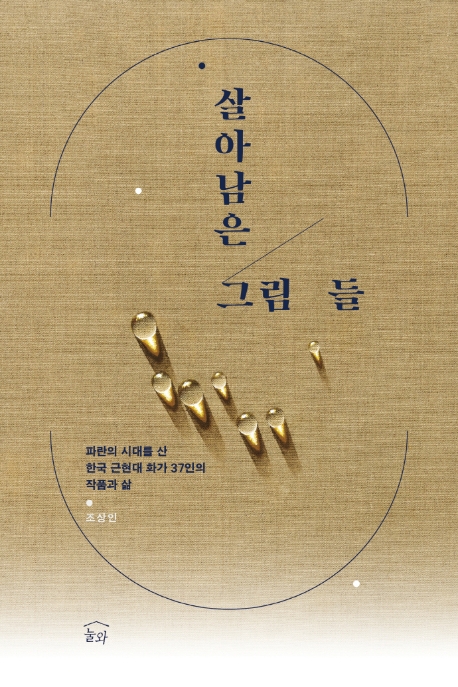 살아남은
그림 들
파란의 시대를 산
한국 근현대 화가 37인의
작품과 삶
조상인
눌와